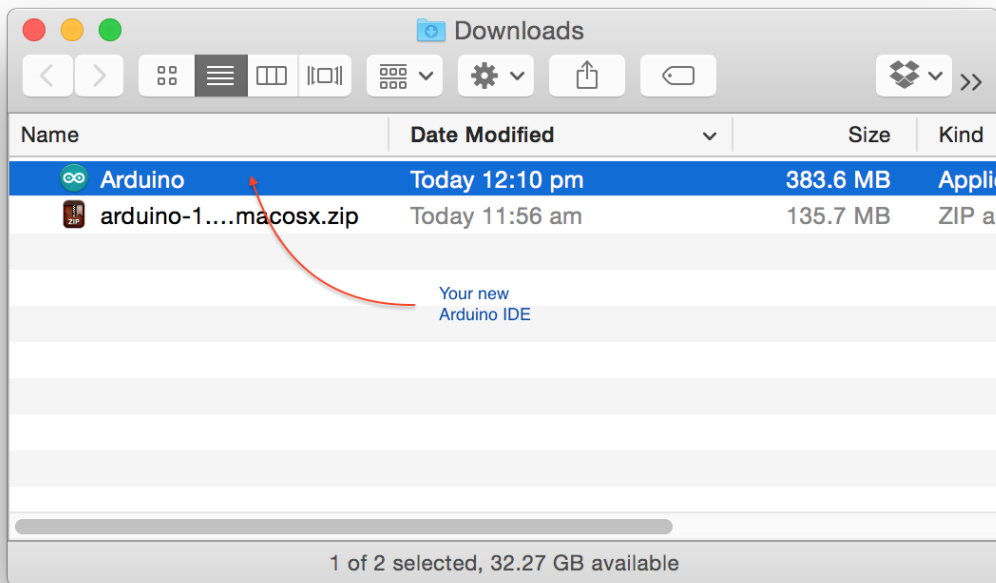 Downloads
Name Date Modified Size Kind
Arduino Today 12:10 pm 383.6 MB Appli
ZIP arduino-1....macosx.zip Today 11:56 am 135.7 MB ZIP a
Your new
Arduino IDE
1 of 2 selected, 32.27 GB available